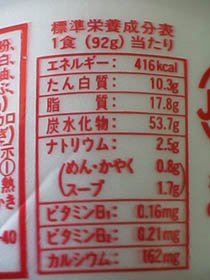 標準栄養成分表
1食(92g)当たり
エネルギー: 416kcal
たん白質: 10.3g
脂質: 17.8g
炭水化物: 53.7g
ナトリウム: 2.5g
(めん・かやく 0.8g)
(スープ 1.7g)
ビタミンB₁: 0.16mg
ビタミンB₂: 0.21mg
カルシウム: 162mg